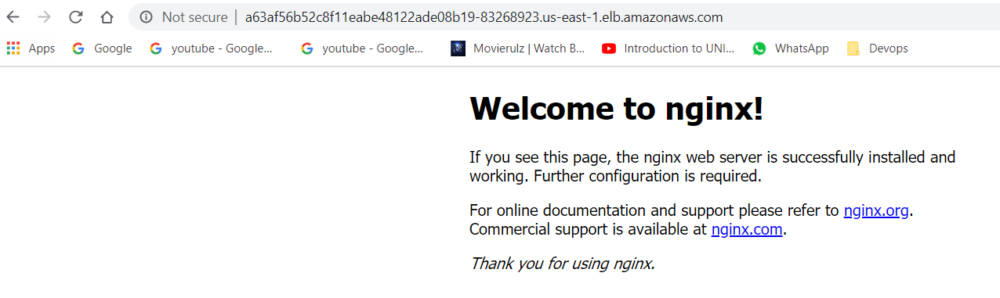 Not secure | a63af56b52c8f11eabe48122ade08b19-83268923.us-east-1.elb.amazonaws.com
Apps Google youtube - Google... youtube - Google... Movierulz | Watch B... Introduction to UNI... WhatsApp Devops
Welcome to nginx!
If you see this page, the nginx web server is successfully installed and
working. Further configuration is required.
For online documentation and support please refer to nginx.org.
Commercial support is available at nginx.com.
Thank you for using nginx.